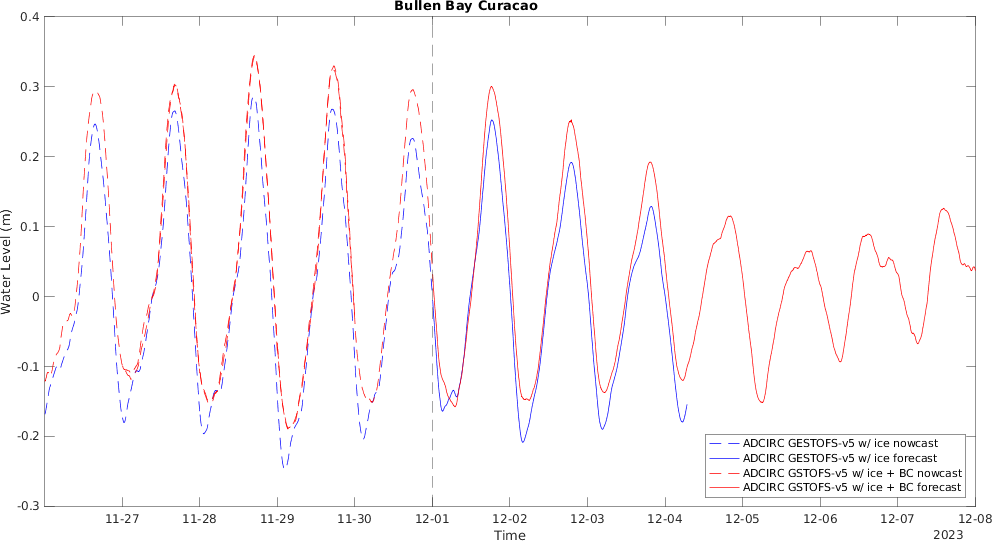 Bullen Bay Curacao
0.4
0.3
0.2
0.1
0
-0.1
-0.2
-0.3
Water Level (m)
11-27 11-28 11-29 11-30 12-01 12-02 12-03 12-04 12-05 12-06 12-07 12-08
Time
2023
ADCIRC GESTOFS-v5 w/ ice nowcast
ADCIRC GESTOFS-v5 w/ ice forecast
ADCIRC GSTOFS-v5 w/ ice + BC nowcast
ADCIRC GSTOFS-v5 w/ ice + BC forecast